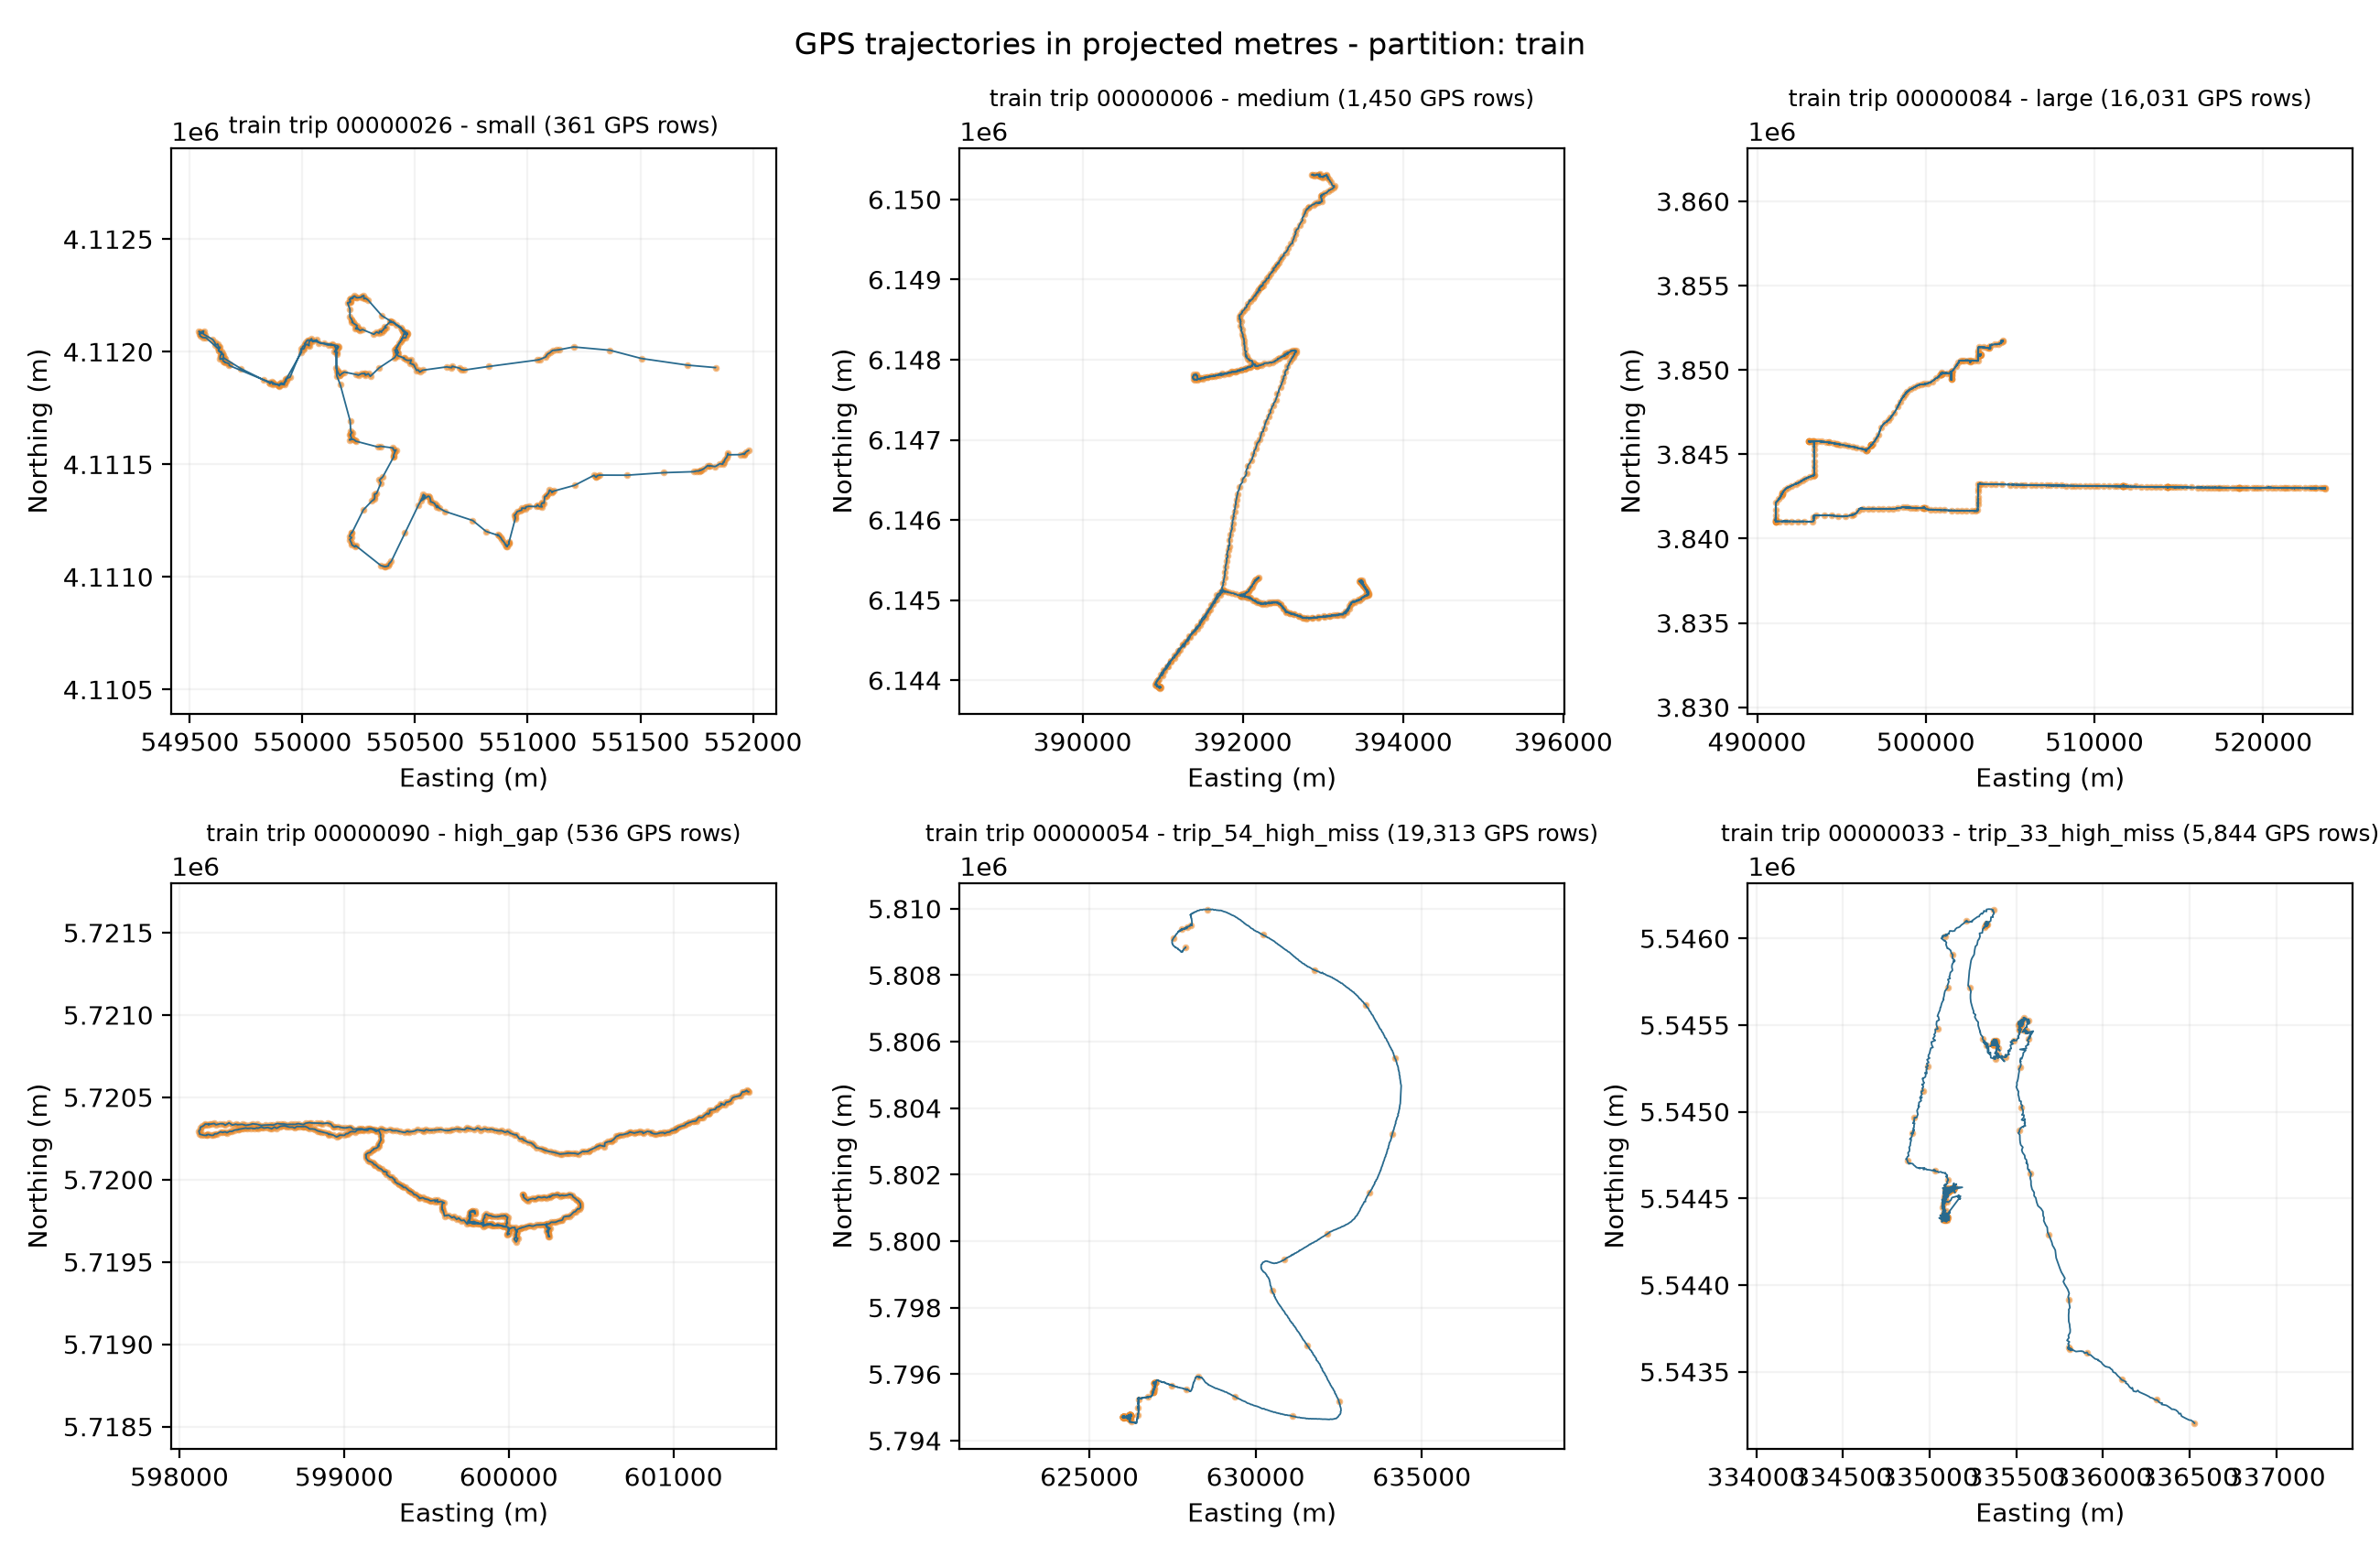 GPS trajectories in projected metres - partition: train
train trip 00000026 - small (361 GPS rows)
1e6
4.1125
4.1120
4.1115
4.1110
4.1105
Northing (m)
549500 550000 550500 551000 551500 552000
Easting (m)
train trip 00000006 - medium (1,450 GPS rows)
1e6
6.150
6.149
6.148
6.147
6.146
6.145
6.144
Northing (m)
390000 392000 394000 396000
Easting (m)
train trip 00000084 - large (16,031 GPS rows)
1e6
3.860
3.855
3.850
3.845
3.840
3.835
3.830
Northing (m)
490000 500000 510000 520000
Easting (m)
train trip 00000090 - high_gap (536 GPS rows)
1e6
5.7215
5.7210
5.7205
5.7200
5.7195
5.7190
5.7185
Northing (m)
598000 599000 600000 601000
Easting (m)
train trip 00000054 - trip_54_high_miss (19,313 GPS rows)
1e6
5.810
5.808
5.806
5.804
5.802
5.800
5.798
5.796
5.794
Northing (m)
625000 630000 635000
Easting (m)
train trip 00000033 - trip_33_high_miss (5,844 GPS rows)
1e6
5.5460
5.5455
5.5450
5.5445
5.5440
5.5435
Northing (m)
334000 334500 335000 335500 336000 336500 337000
Easting (m)